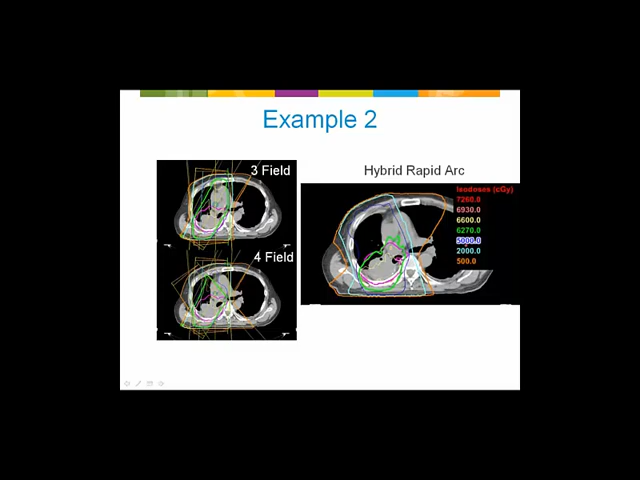 Example 2
3 Field
4 Field
Hybrid Rapid Arc
Isodoses (cGy)
7260.0
6930.0
6600.0
6270.0
5000.0
2000.0
500.0